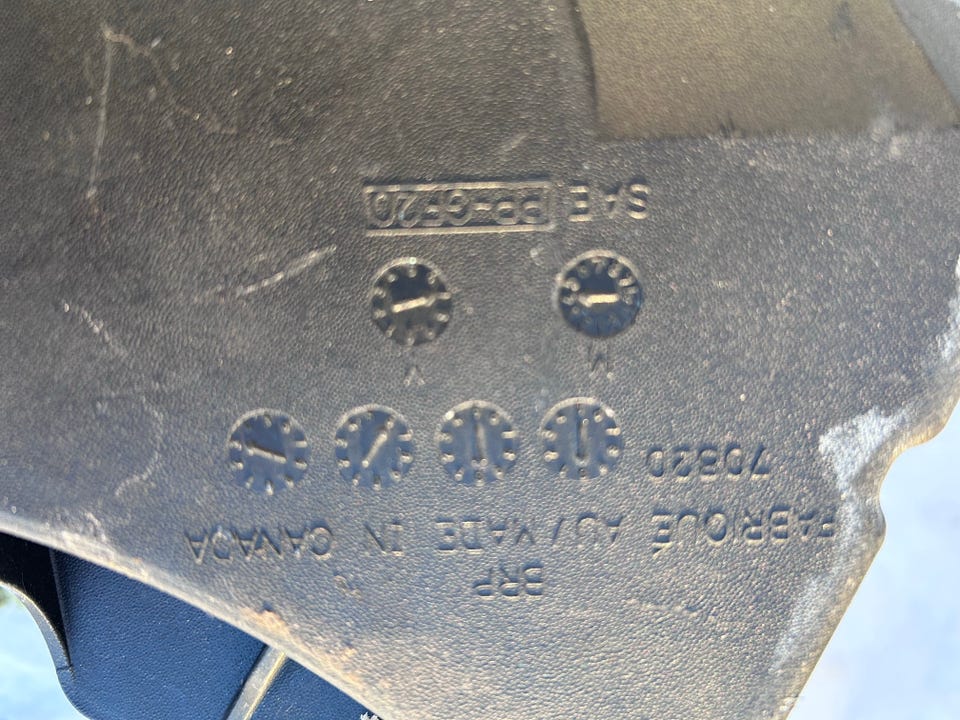 BRP
FABRIQUÉ AU/MADE IN CANADA
70820
M Y
SAE PP-GF20